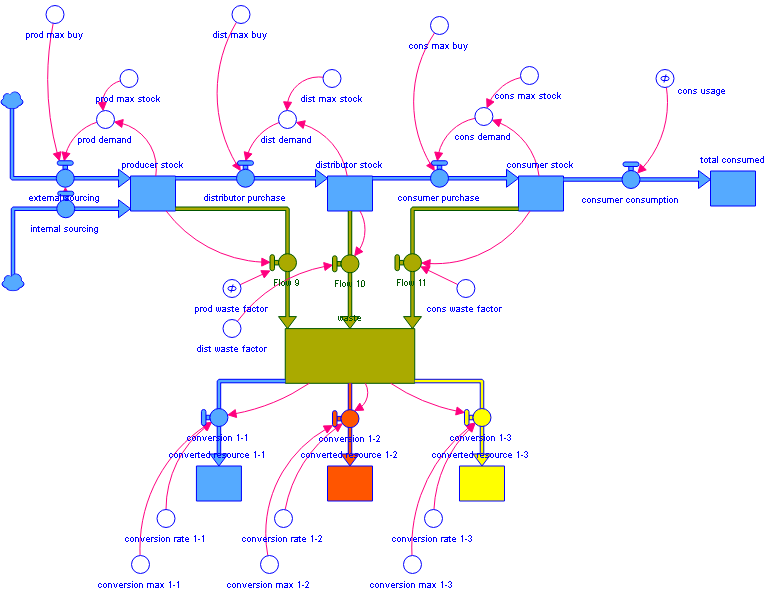 prod max buy
dist max buy
cons max buy
prod max stock
dist max stock
cons max stock
cons usage
prod demand
dist demand
cons demand
producer stock
distributor stock
consumer stock
total consumed
external sourcing
distributor purchase
consumer purchase
consumer consumption
internal sourcing
Flow 9
Flow 10
Flow 11
prod waste factor
cons waste factor
waste
dist waste factor
conversion 1-1
conversion 1-2
conversion 1-3
converted resource 1-1
converted resource 1-2
converted resource 1-3
conversion rate 1-1
conversion rate 1-2
conversion rate 1-3
conversion max 1-1
conversion max 1-2
conversion max 1-3